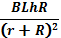 BLhR
(r + R)²